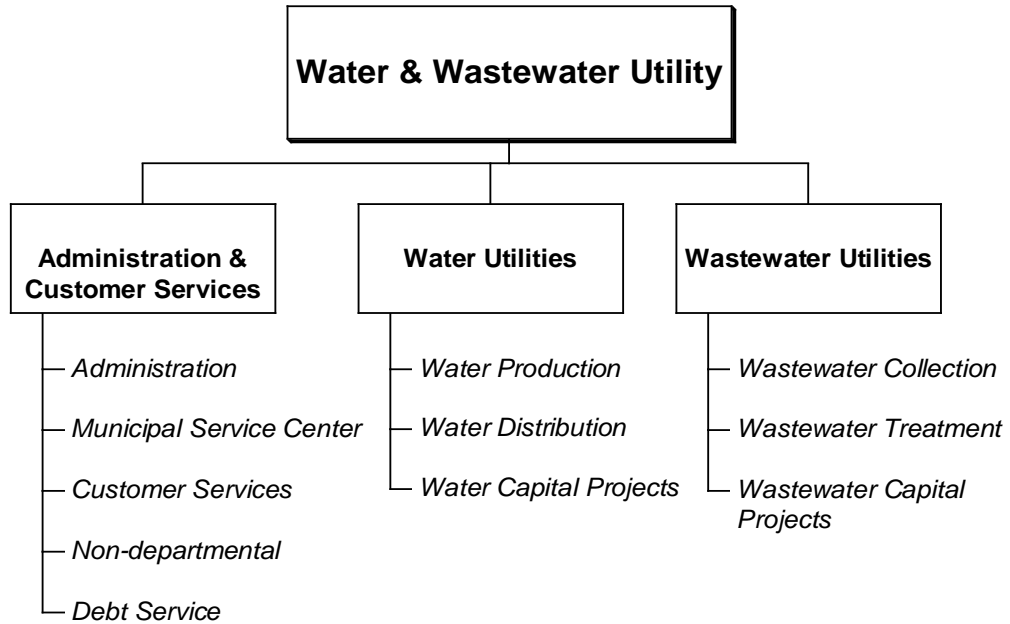 Water & Wastewater Utility
Administration &
Customer Services
Administration
Municipal Service Center
Customer Services
Non-departmental
Debt Service
Water Utilities
Water Production
Water Distribution
Water Capital Projects
Wastewater Utilities
Wastewater Collection
Wastewater Treatment
Wastewater Capital
Projects